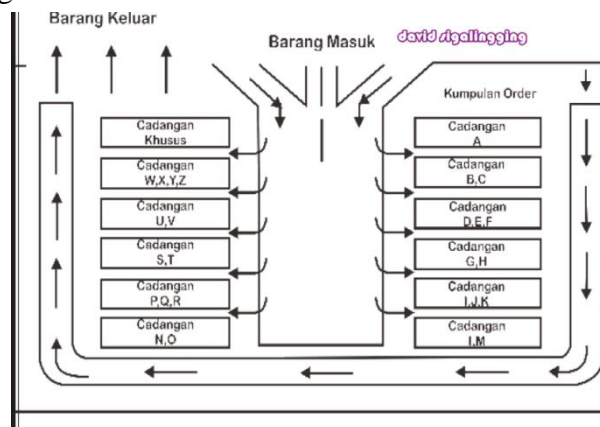 Barang Keluar
Barang Masuk
david sigalingging
Kumpulan Order
Cadangan
Khusus
Cadangan
W,X,Y,Z
Cadangan
U,V
Cadangan
S,T
Cadangan
P,Q,R
Cadangan
N,O
Cadangan
A
Cadangan
B,C
Cadangan
D,E,F
Cadangan
G,H
Cadangan
I,J,K
Cadangan
I,M